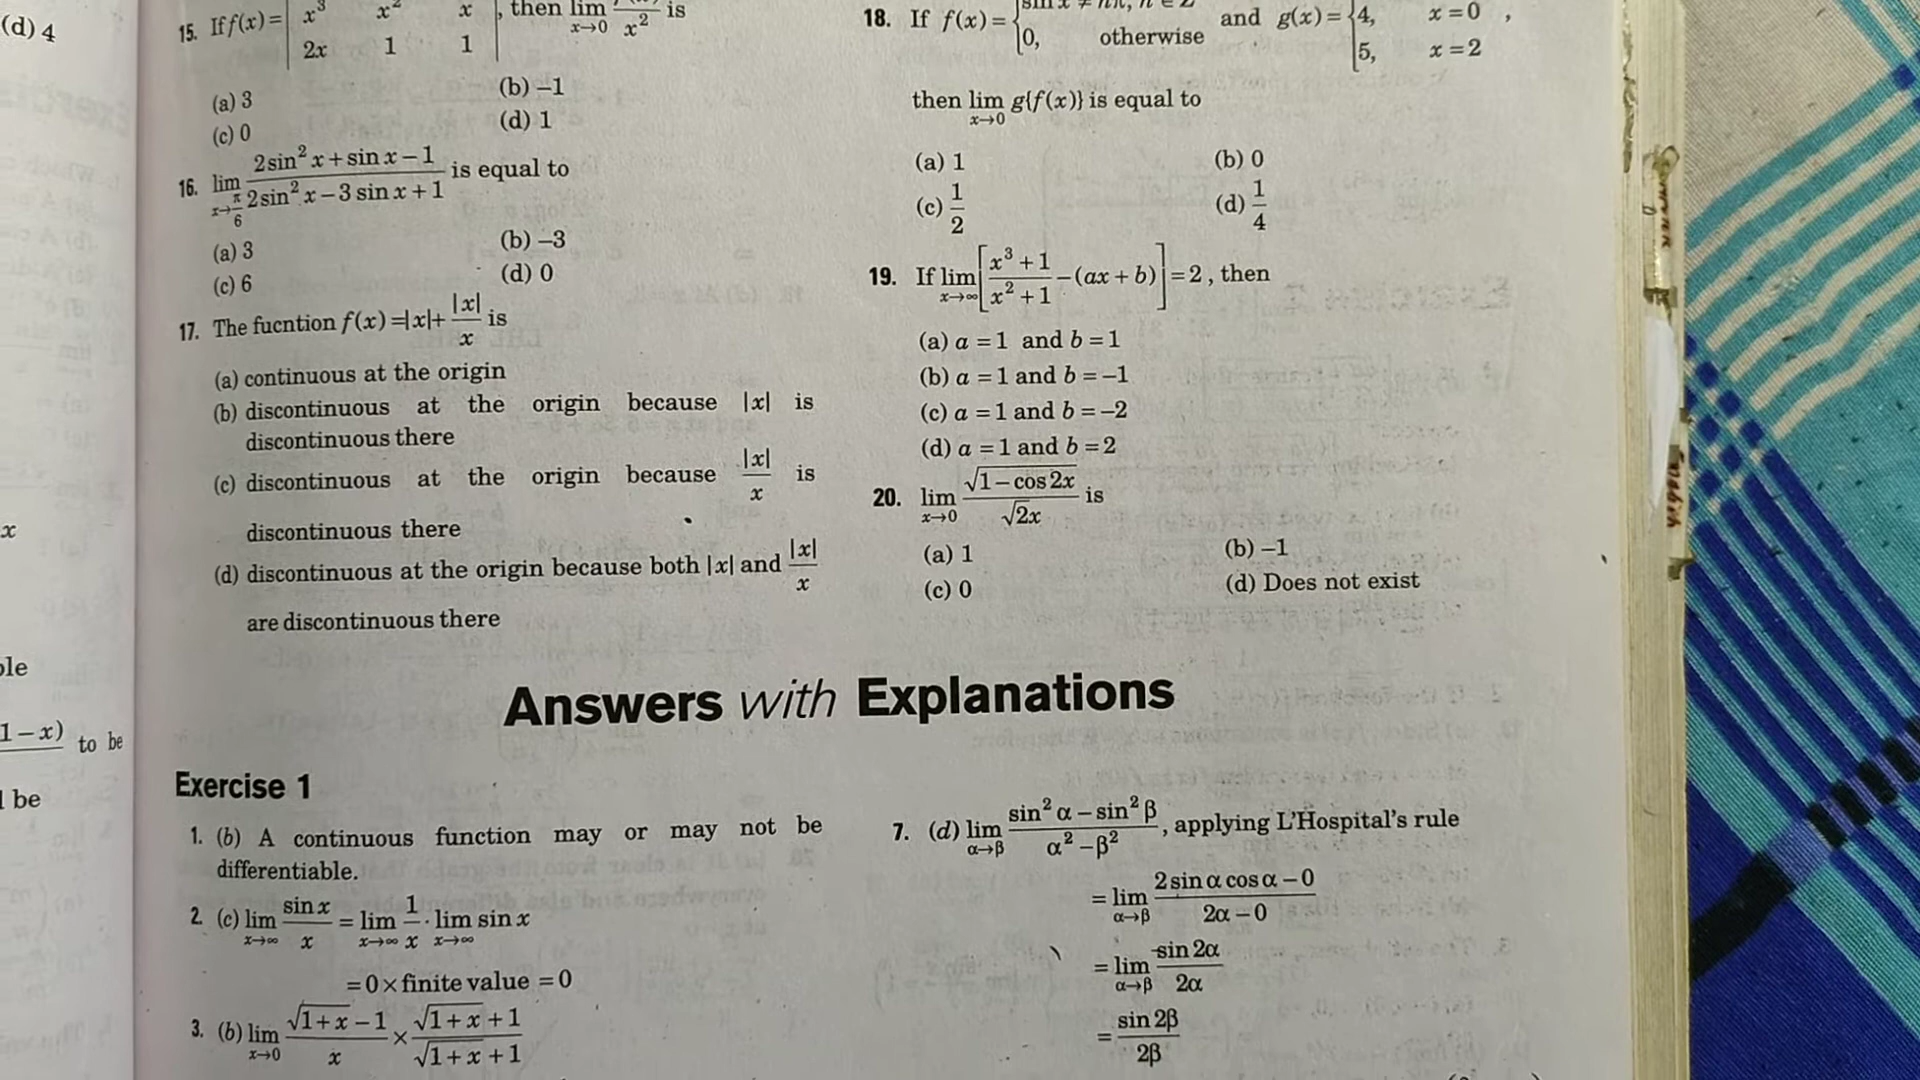 (d) 4
x
ole
1 – x)
to be
l be
15. If f(x) = | x³ x² x |, then lim x→0 x² is
2x 1 1
(a) 3 (b) –1
(c) 0 (d) 1
16. lim x→π/6 (2 sin² x + sin x – 1)/(2 sin² x – 3 sin x + 1) is equal to
(a) 3 (b) –3
(c) 6 (d) 0
17. The fucntion f(x) =|x|+ |x|/x is
(a) continuous at the origin
(b) discontinuous at the origin because |x| is
discontinuous there
(c) discontinuous at the origin because |x|/x is
discontinuous there
(d) discontinuous at the origin because both |x| and |x|/x
are discontinuous there
18. If f(x) = { sin x ≠ nπ, n ∈ Z and g(x) = { 4, x = 0 ,
0, otherwise 5, x = 2
then lim x→0 g{f(x)} is equal to
(a) 1 (b) 0
(c) 1/2 (d) 1/4
19. If lim x→∞ [(x³ + 1)/(x² + 1) – (ax + b)] = 2, then
(a) a = 1 and b = 1
(b) a = 1 and b = –1
(c) a = 1 and b = –2
(d) a = 1 and b = 2
20. lim x→0 √(1 – cos 2x)/(√2x) is
(a) 1 (b) –1
(c) 0 (d) Does not exist
Answers with Explanations
Exercise 1
1. (b) A continuous function may or may not be
differentiable.
2. (c) lim x→∞ sin x/x = lim x→∞ 1/x · lim x→∞ sin x
= 0 × finite value = 0
3. (b) lim x→0 (√(1 + x) – 1)/x × (√(1 + x) + 1)/(√(1 + x) + 1)
7. (d) lim α→β (sin² α – sin² β)/(α² – β²), applying L'Hospital's rule
= lim α→β (2 sin α cos α – 0)/(2α – 0)
= lim α→β sin 2α/2α
= sin 2β/2β